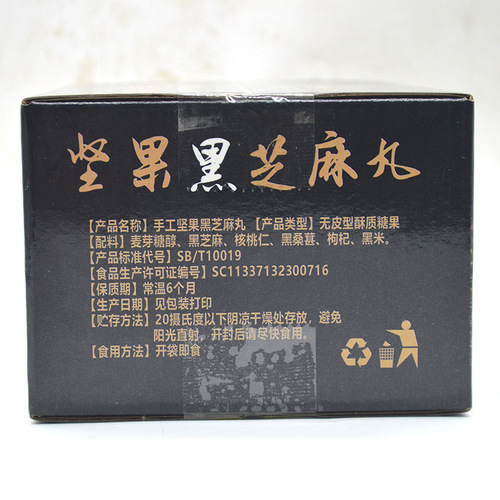 坚果黑芝麻丸
【产品名称】手工坚果黑芝麻丸 【产品类型】无皮型酥质糖果
【配料】麦芽糖醇、黑芝麻、核桃仁、黑桑葚、枸杞、黑米。
【产品标准代号】SB/T10019
【食品生产许可证编号】SC11337132300716
【保质期】常温6个月
【生产日期】见包装打印
【贮存方法】20摄氏度以下阴凉干燥处存放，避免
阳光直射，开封后请尽快食用。
【食用方法】开袋即食